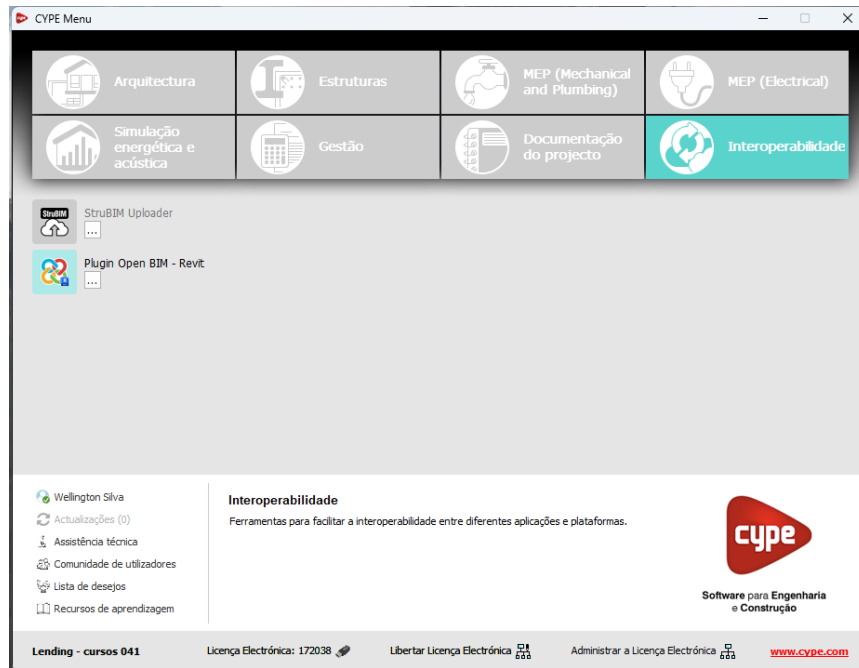 CYPE Menu
Arquitectura
Estruturas
MEP (Mechanical
and Plumbing)
MEP (Electrical)
Simulação
energética e
acústica
Gestão
Documentação
do projecto
Interoperabilidade
StruBIM
StruBIM Uploader
...
Plugin Open BIM - Revit
...
Wellington Silva
Actualizações (0)
Assistência técnica
Comunidade de utilizadores
Lista de desejos
Recursos de aprendizagem
Interoperabilidade
Ferramentas para facilitar a interoperabilidade entre diferentes aplicações e plataformas.
cype
Software para Engenharia
e Construção
Lending - cursos 041
Licença Electrónica: 172038
Libertar Licença Electrónica
Administrar a Licença Electrónica
www.cype.com